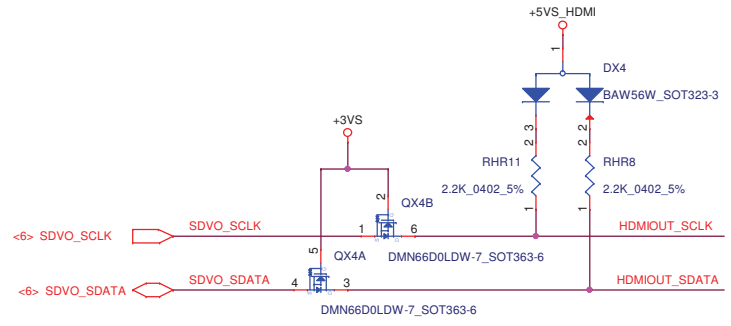 +5VS_HDMI
1
DX4
BAW56W_SOT323-3
3
2
+3VS
2
2
RHR11
RHR8
2.2K_0402_5%
2.2K_0402_5%
2
QX4B
1
1
SDVO_SCLK
1
6
HDMIOUT_SCLK
<6> SDVO_SCLK
5
QX4A
DMN66D0LDW-7_SOT363-6
SDVO_SDATA
4
3
HDMIOUT_SDATA
<6> SDVO_SDATA
DMN66D0LDW-7_SOT363-6